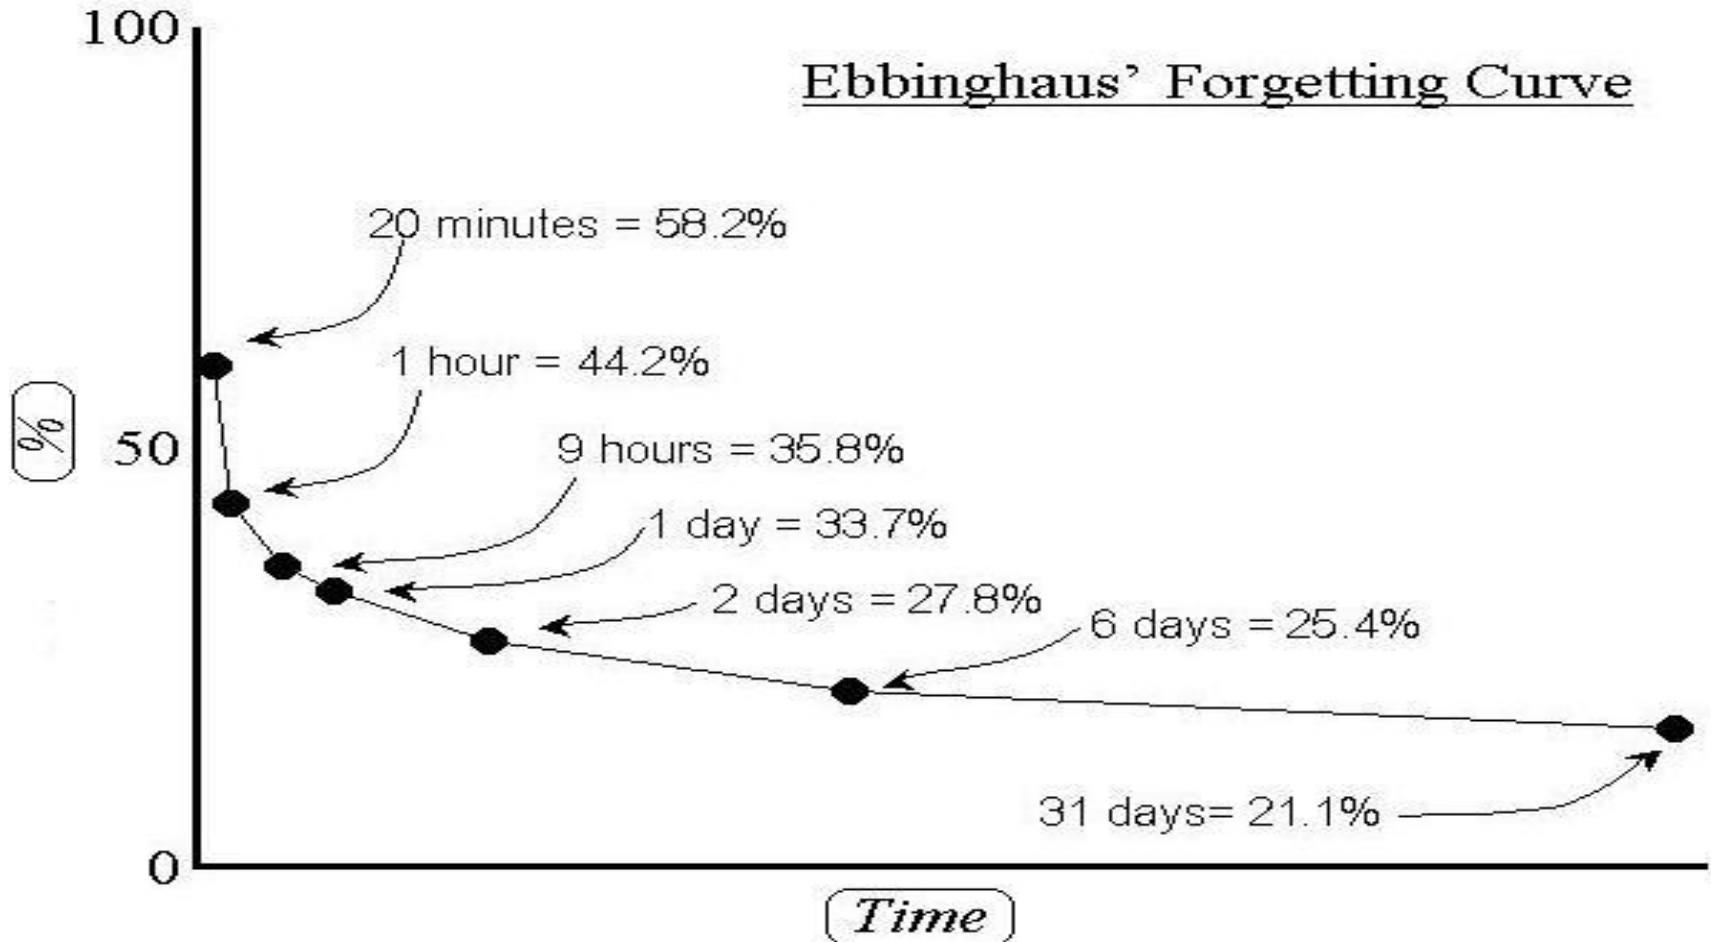 100
Ebbinghaus’ Forgetting Curve
20 minutes = 58.2%
1 hour = 44.2%
%
50
9 hours = 35.8%
1 day = 33.7%
2 days = 27.8%
6 days = 25.4%
31 days= 21.1%
0
Time